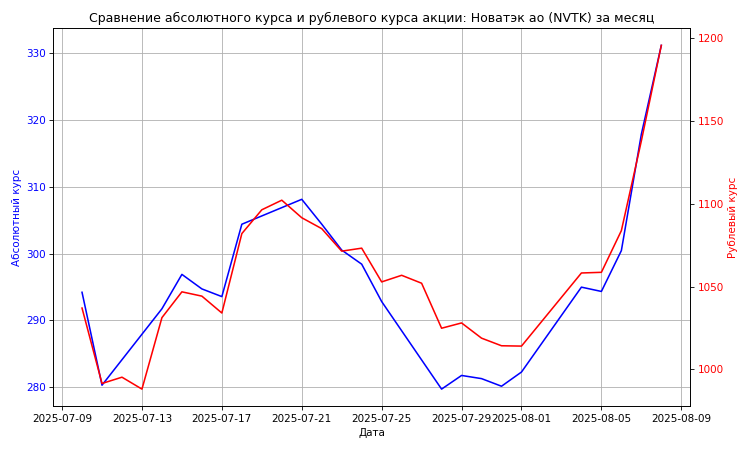 Сравнение абсолютного курса и рублевого курса акции: Новатэк ао (NVTK) за месяц
Абсолютный курс
330
320
310
300
290
280
1200
1150
1100
1050
1000
Рублевый курс
2025-07-09 2025-07-13 2025-07-17 2025-07-21 2025-07-25 2025-07-29 2025-08-01 2025-08-05 2025-08-09
Дата